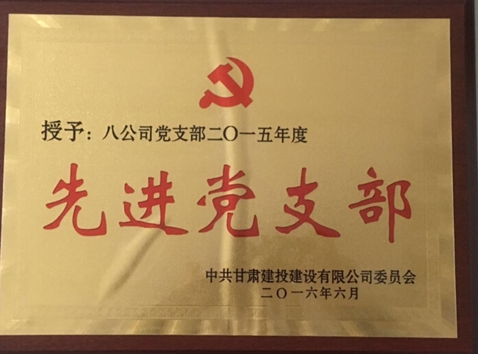 授予：八公司党支部二〇一五年度
先进党支部
中共甘肃建投建设有限公司委员会
二〇一六年六月